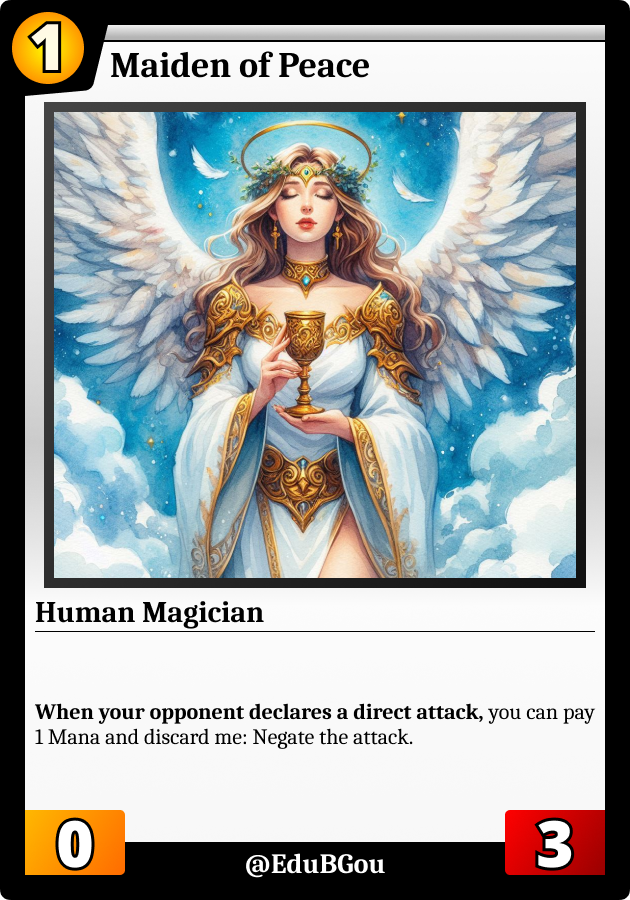 1
Maiden of Peace
Human Magician
When your opponent declares a direct attack, you can pay
1 Mana and discard me: Negate the attack.
0
@EduBGou
3